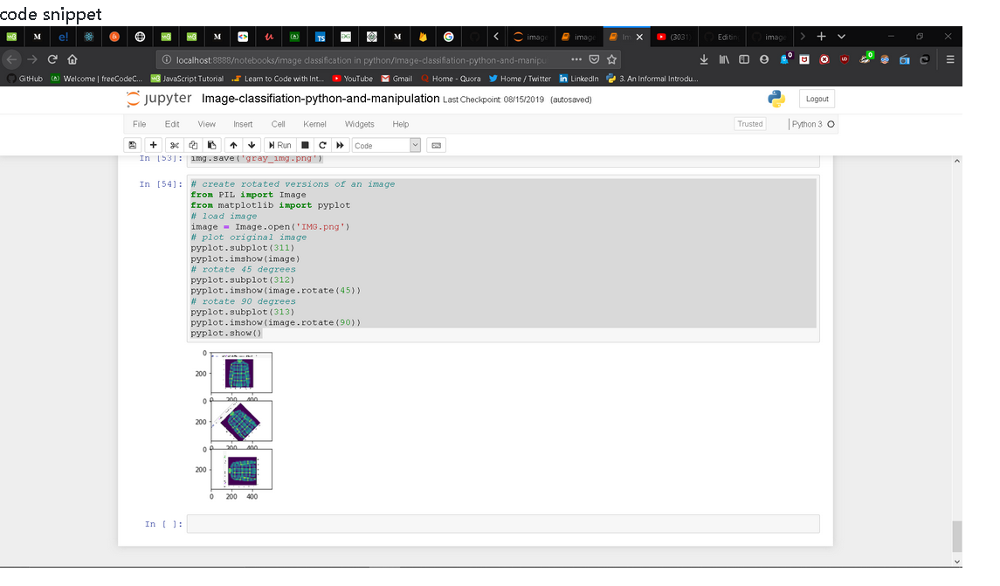 code snippet
image
image
Im
(303
Editin
image
localhost:8888/notebooks/image classification in python/Image-classifiation-python-and-manipu
GitHub
Welcome | freeCodeC...
JavaScript Tutorial
Learn to Code with Int...
YouTube
Gmail
Home - Quora
Home / Twitter
LinkedIn
3. An Informal Introdu...
jupyter Image-classifiation-python-and-manipulation Last Checkpoint: 08/15/2019 (autosaved)
Logout
File Edit View Insert Cell Kernel Widgets Help
Trusted
Python 3
Run
Code
In [53]: img.save('gray_img.png')
In [54]: # create rotated versions of an image
from PIL import Image
from matplotlib import pyplot
# load image
image = Image.open('IMG.png')
# plot original image
pyplot.subplot(311)
pyplot.imshow(image)
# rotate 45 degrees
pyplot.subplot(312)
pyplot.imshow(image.rotate(45))
# rotate 90 degrees
pyplot.subplot(313)
pyplot.imshow(image.rotate(90))
pyplot.show()
0
200
0 200 400
0
200
0 200 400
0
200
0 200 400
In [ ]: